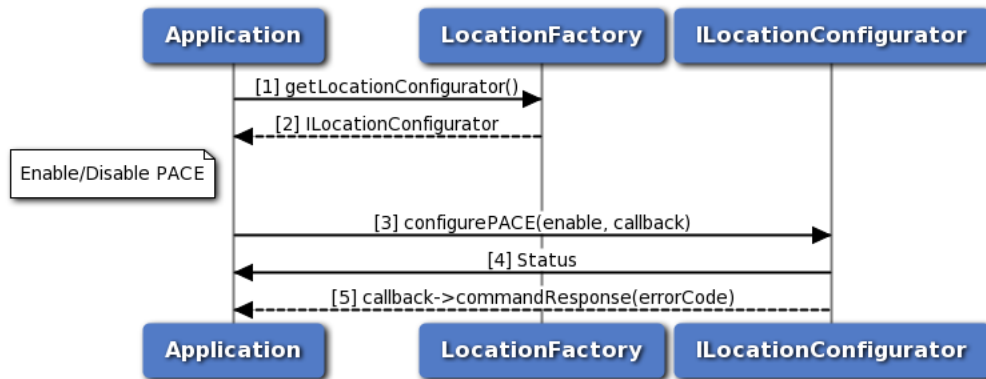 Application LocationFactory ILocationConfigurator
[1] getLocationConfigurator()
[2] ILocationConfigurator
Enable/Disable PACE
[3] configurePACE(enable, callback)
[4] Status
[5] callback->commandResponse(errorCode)
Application LocationFactory ILocationConfigurator